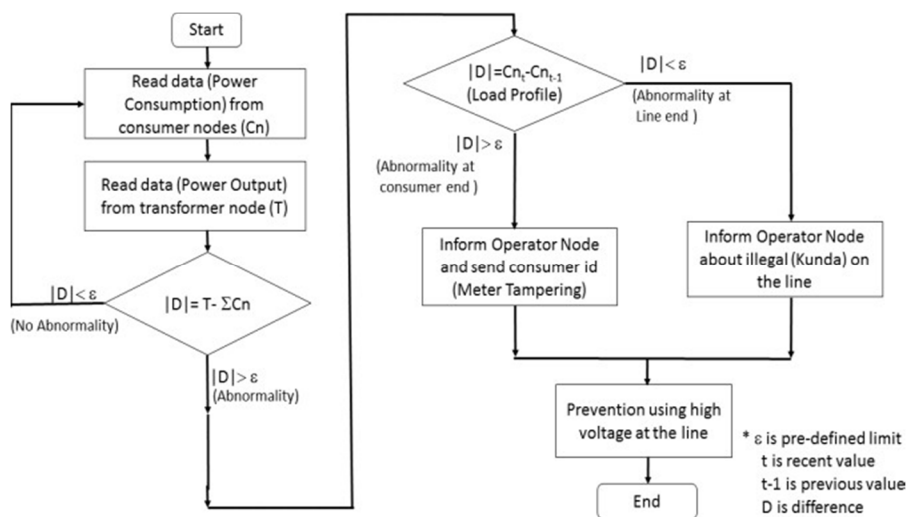 Start
Read data (Power
Consumption) from
consumer nodes (Cn)
Read data (Power Output)
from transformer node (T)
|D|< ε
(No Abnormality)
|D|= T- ΣCn
|D|> ε
(Abnormality)
|D|=Cnt-Cnt-1
(Load Profile)
|D|< ε
(Abnormality at
Line end )
|D|> ε
(Abnormality at
consumer end )
Inform Operator Node
and send consumer id
(Meter Tampering)
Inform Operator Node
about illegal (Kunda) on
the line
Prevention using high
voltage at the line
End
* ε is pre-defined limit
t is recent value
t-1 is previous value
D is difference